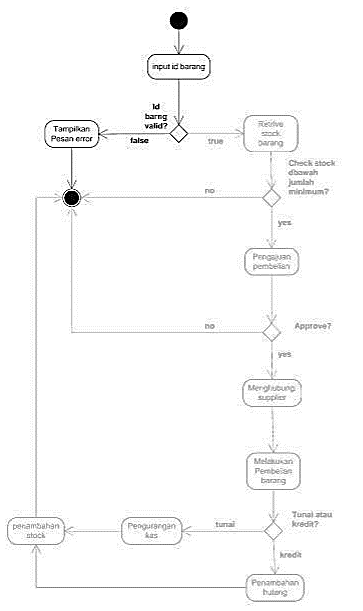 input id barang
Id
barng
valid?
Tampilkan
Pesan error
false
true
Retrive
stock
barang
Check stock
dbawah
jumlah
minimum?
no
yes
Pengajuan
pembelian
no
Approve?
yes
Menghubung
supplier
Melakukan
Pembelian
barang
Tunai atau
kredit?
tunai
Pengurangan
kas
penambahan
stock
kredit
Penambahan
hutang